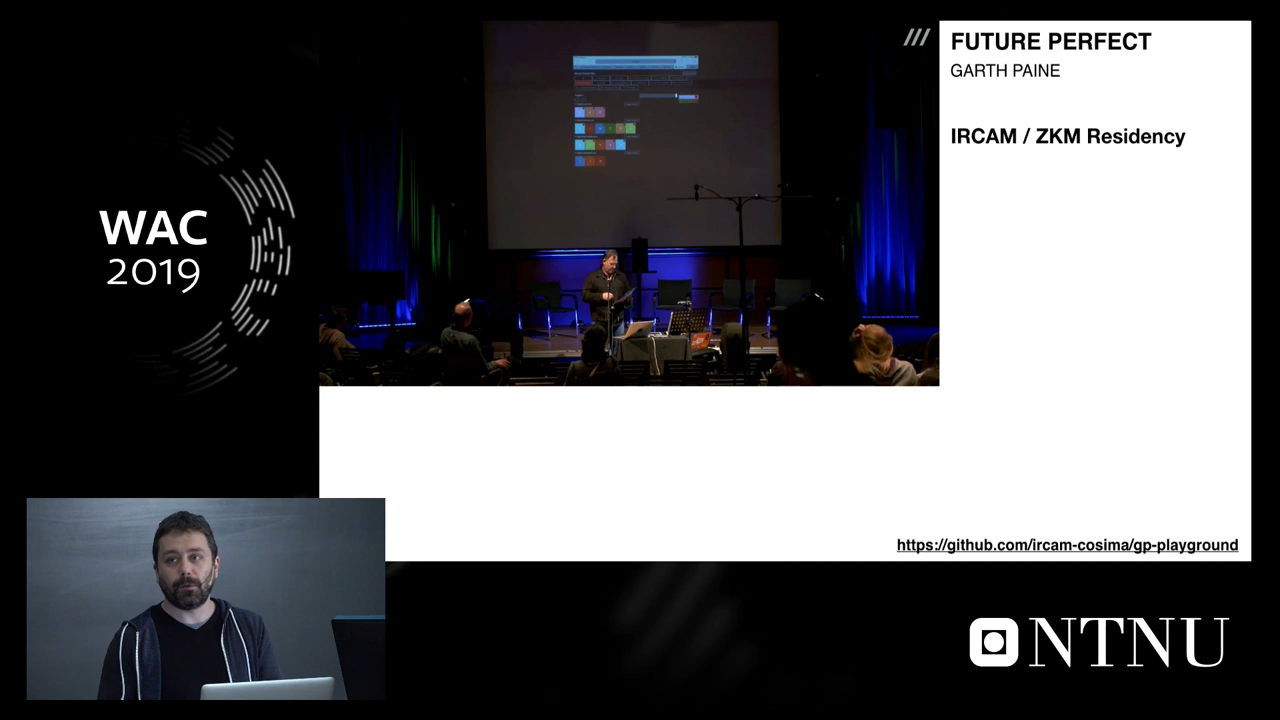 WAC
2019
FUTURE PERFECT
GARTH PAINE
IRCAM / ZKM Residency
https://github.com/ircam-cosima/gp-playground
NTNU